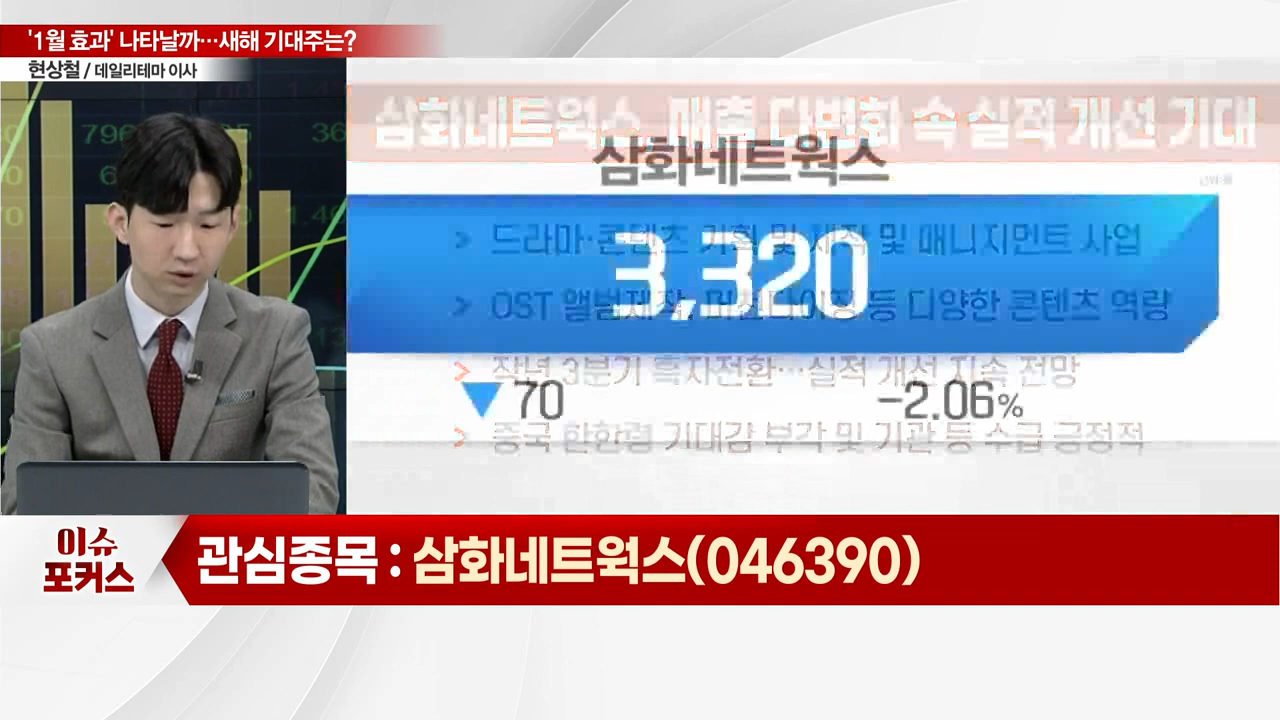 '1월 효과' 나타날까…새해 기대주는?
현상철 / 데일리테마 이사
삼화네트웍스, 매출 다변화 속 실적 개선 기대
삼화네트웍스
드라마·콘텐츠 기획 및 제작 및 매니지먼트 사업
3,320
OST 앨범제작, 머천다이징 등 다양한 콘텐츠 역량
작년 3분기 흑자전환…실적 개선 지속 전망
▼70
-2.06%
중국 한한령 기대감 부각 및 기관 등 수급 긍정적
이슈
포커스
관심종목 : 삼화네트웍스(046390)